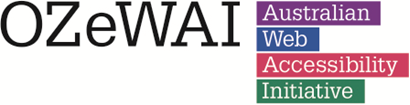 OZeWAI
Australian
Web
Accessibility
Initiative